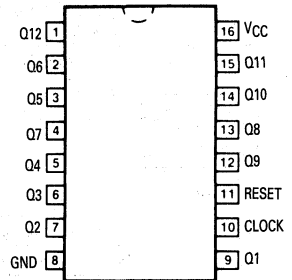 Q12 1 16 VCC
Q6 2 15 Q11
Q5 3 14 Q10
Q7 4 13 Q8
Q4 5 12 Q9
Q3 6 11 RESET
Q2 7 10 CLOCK
GND 8 9 Q1